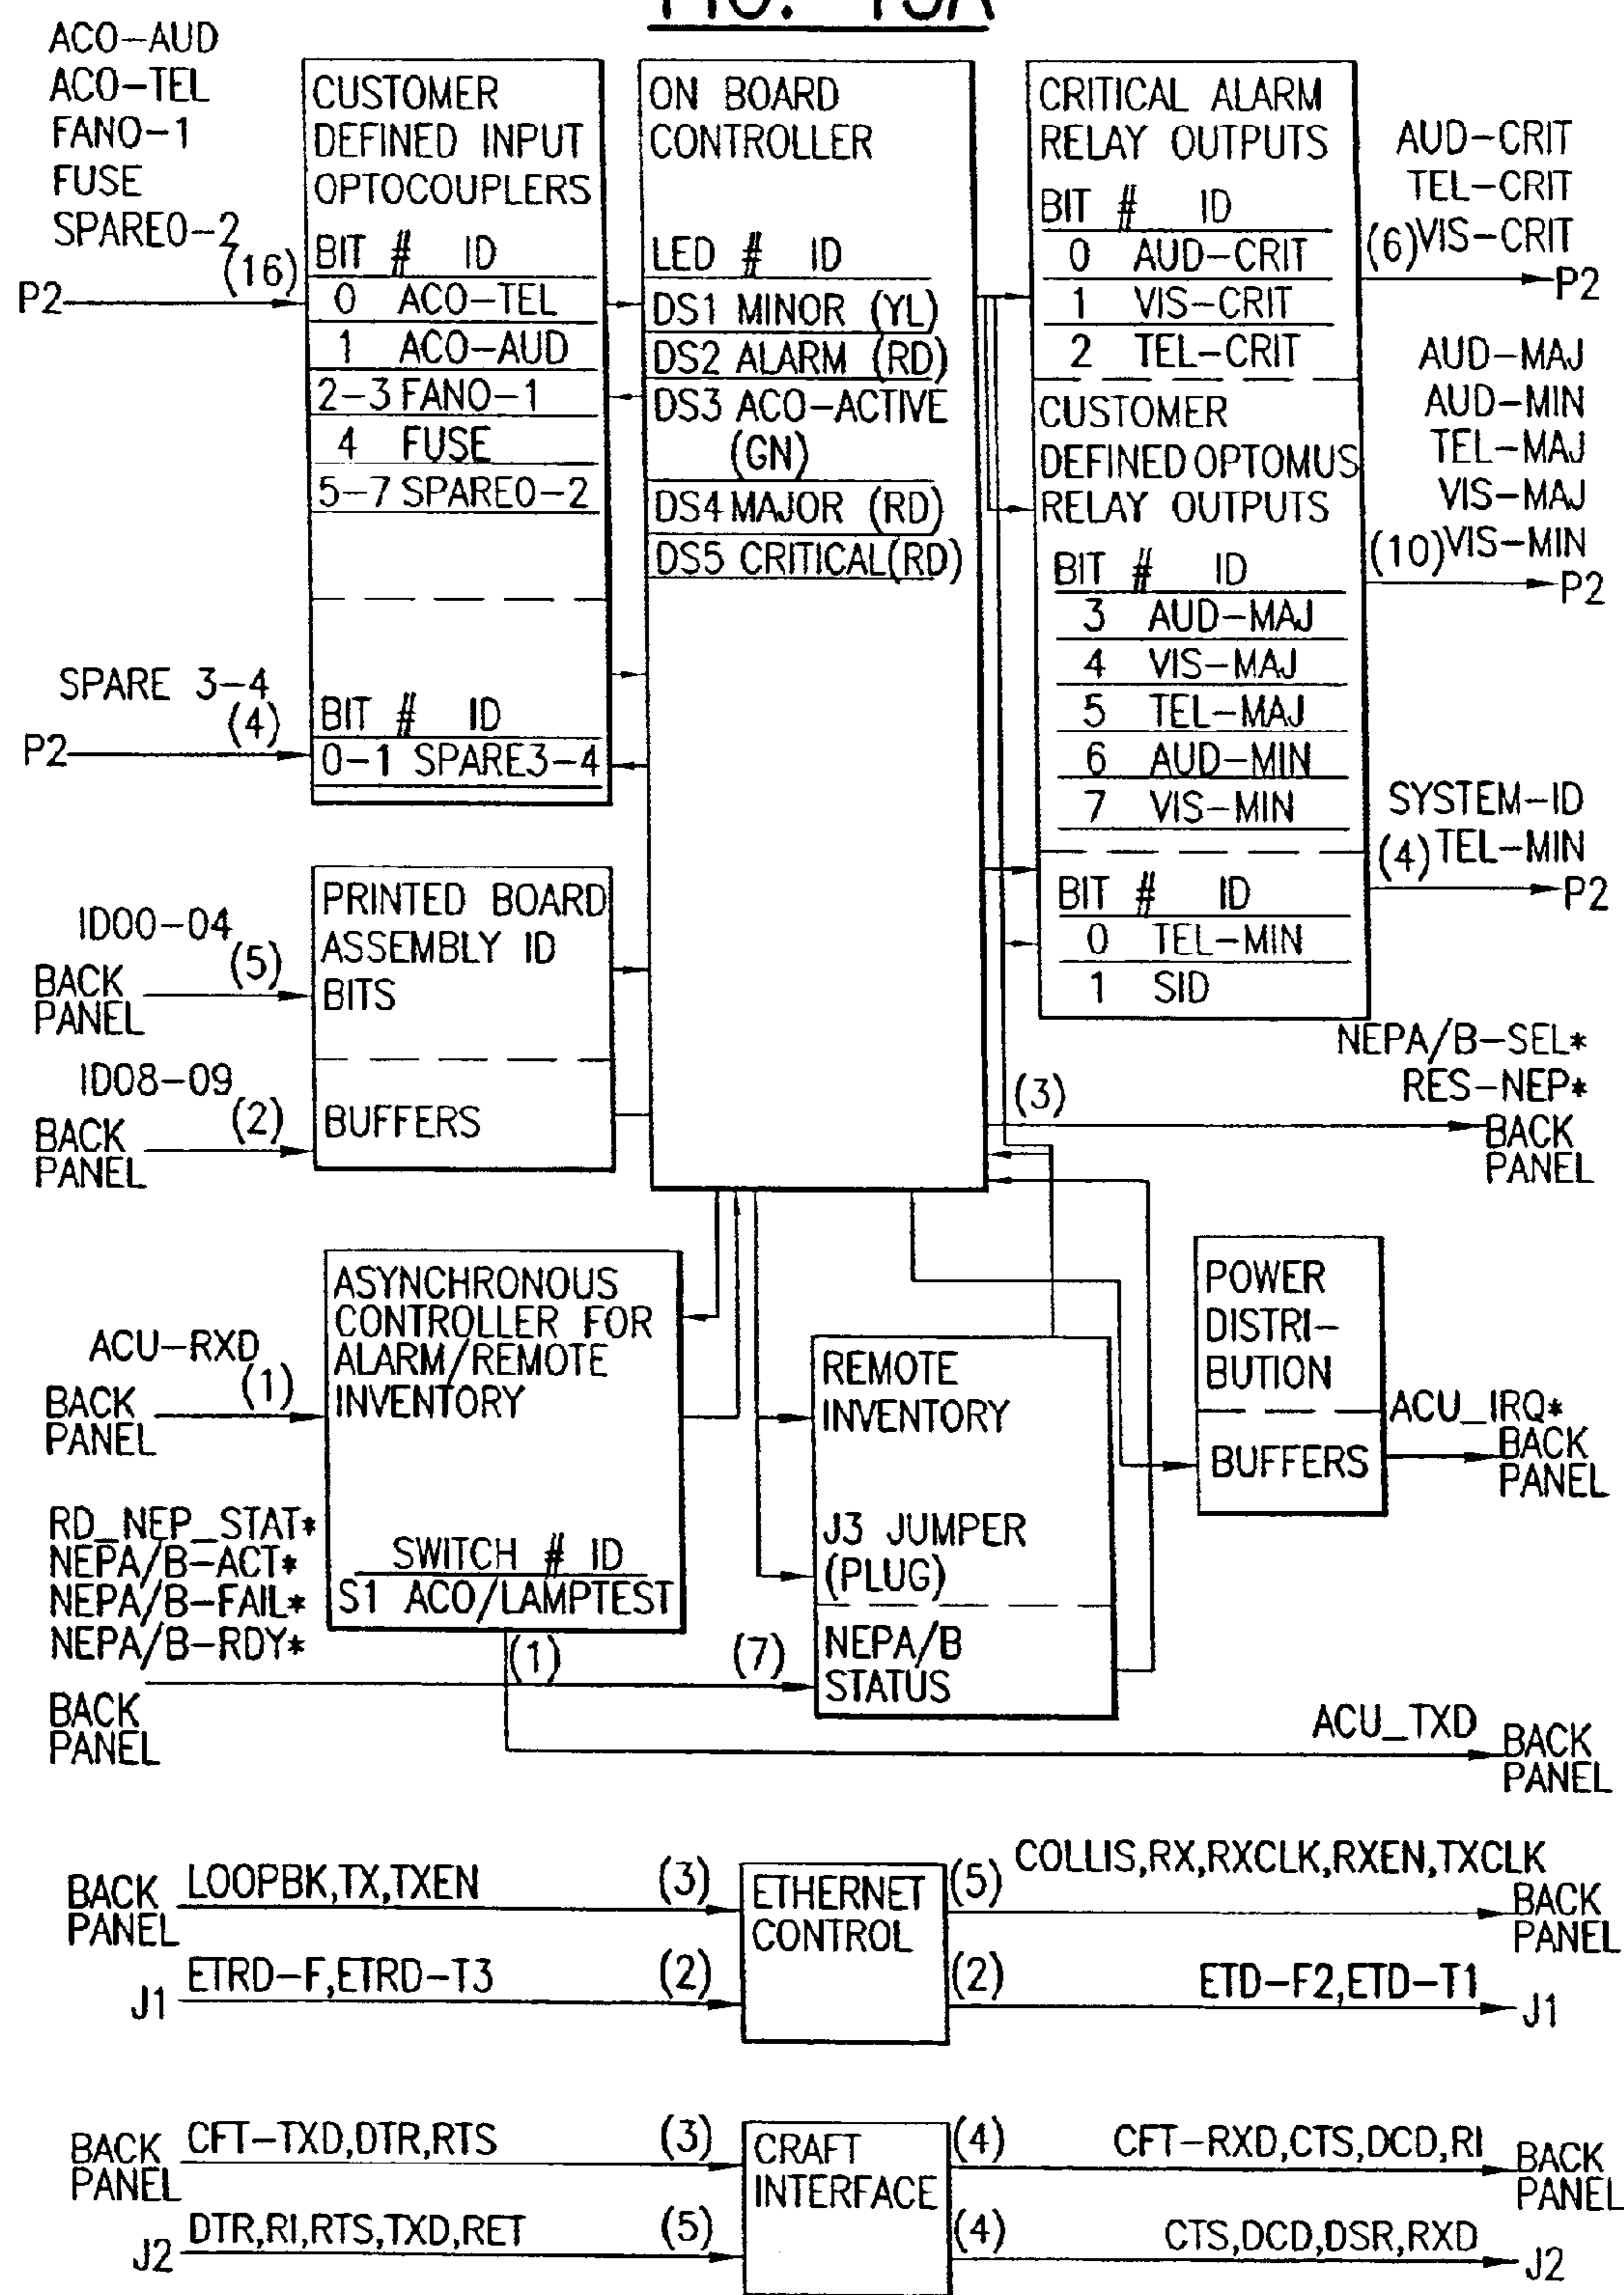 ACO-AUD
ACO-TEL
FANO-1
FUSE
SPARE0-2
(16)
P2
CUSTOMER
DEFINED INPUT
OPTOCOUPLERS
BIT # ID
0 ACO-TEL
1 ACO-AUD
2-3 FANO-1
4 FUSE
5-7 SPARE0-2
SPARE 3-4
(4)
P2
BIT # ID
0-1 SPARE3-4
ON BOARD
CONTROLLER
LED # ID
DS1 MINOR (YL)
DS2 ALARM (RD)
DS3 ACO-ACTIVE
(GN)
DS4 MAJOR (RD)
DS5 CRITICAL(RD)
CRITICAL ALARM
RELAY OUTPUTS
BIT # ID
0 AUD-CRIT
1 VIS-CRIT
2 TEL-CRIT
CUSTOMER
DEFINED OPTOMUS
RELAY OUTPUTS
BIT # ID
3 AUD-MAJ
4 VIS-MAJ
5 TEL-MAJ
6 AUD-MIN
7 VIS-MIN
BIT # ID
0 TEL-MIN
1 SID
AUD-CRIT
TEL-CRIT
(6) VIS-CRIT
P2
AUD-MAJ
AUD-MIN
TEL-MAJ
VIS-MAJ
(10) VIS-MIN
P2
SYSTEM-ID
(4) TEL-MIN
P2
ID00-04
(5)
BACK
PANEL
ID08-09
(2)
BACK
PANEL
PRINTED BOARD
ASSEMBLY ID
BITS
BUFFERS
NEPA/B-SEL*
RES-NEP*
(3)
BACK
PANEL
ACU-RXD
(1)
BACK
PANEL
ASYNCHRONOUS
CONTROLLER FOR
ALARM/REMOTE
INVENTORY
SWITCH # ID
S1 ACO/LAMPTEST
REMOTE
INVENTORY
J3 JUMPER
(PLUG)
NEPA/B
STATUS
POWER
DISTRI-
BUTION
BUFFERS
ACU_IRQ*
BACK
PANEL
RD_NEP_STAT*
NEPA/B-ACT*
NEPA/B-FAIL*
NEPA/B-RDY*
(1)
(7)
BACK
PANEL
ACU_TXD
BACK
PANEL
BACK
PANEL
LOOPBK,TX,TXEN
(3)
J1
ETRD-F,ETRD-T3
(2)
ETHERNET
CONTROL
(5)
COLLIS,RX,RXCLK,RXEN,TXCLK
BACK
PANEL
(2)
ETD-F2,ETD-T1
J1
BACK
PANEL
CFT-TXD,DTR,RTS
(3)
J2
DTR,RI,RTS,TXD,RET
(5)
CRAFT
INTERFACE
(4)
CFT-RXD,CTS,DCD,RI
BACK
PANEL
(4)
CTS,DCD,DSR,RXD
J2